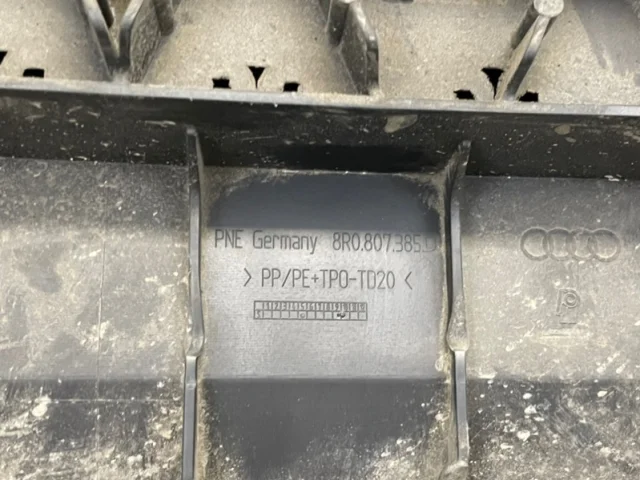 PNE Germany 8R0.807.385.D
> PP/PE+TPO-TD20 <